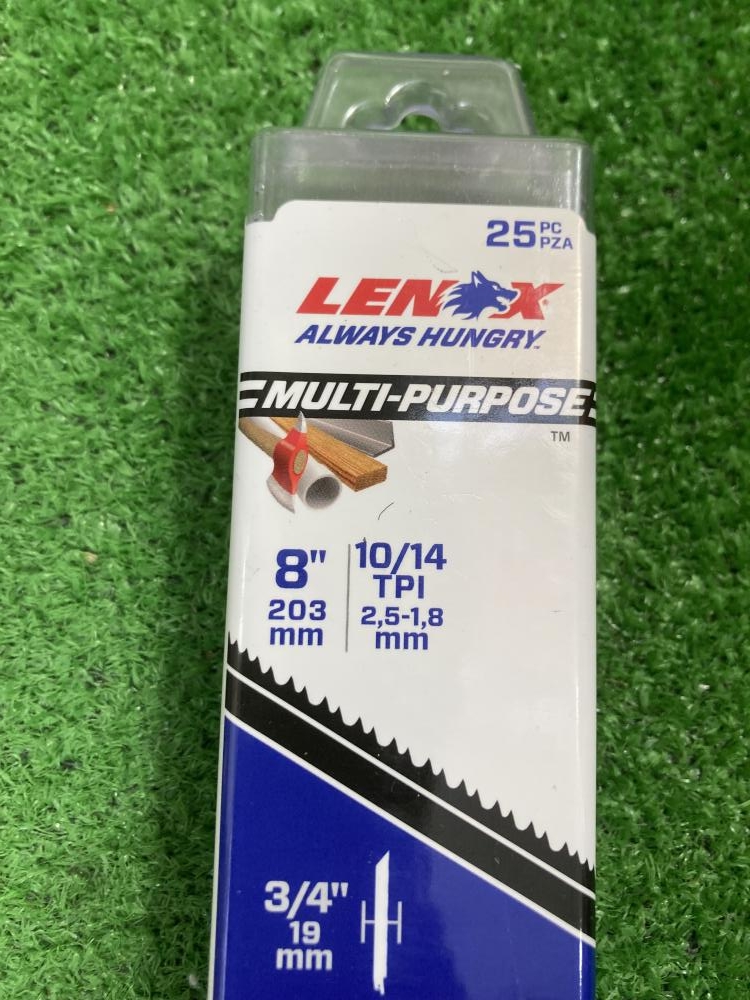 25 PC PZA
LENOX
ALWAYS HUNGRY™
MULTI-PURPOSE
TM
8"
203
mm
10/14
TPI
2,5-1,8
mm
3/4"
19
mm